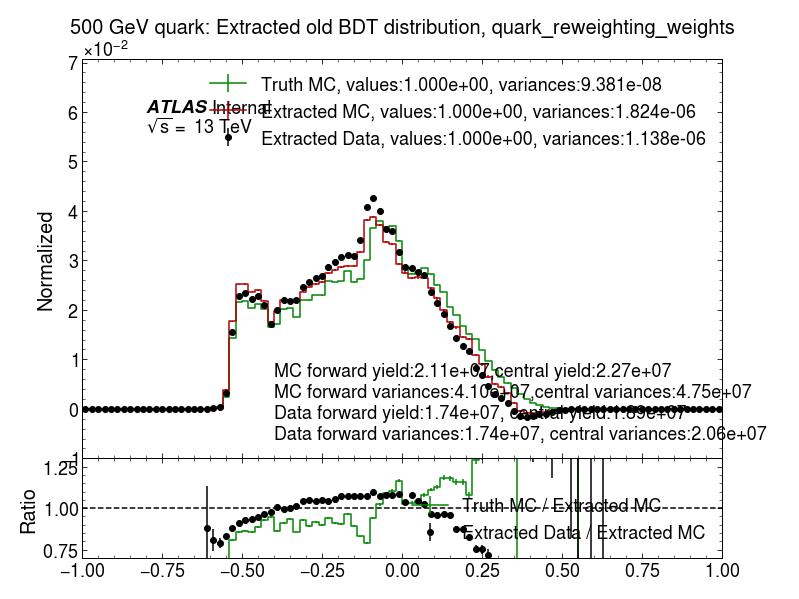 500 GeV quark: Extracted old BDT distribution, quark_reweighting_weights
×10⁻²
Truth MC, values:1.000e+00, variances:9.381e-08
ATLAS Internal
Extracted MC, values:1.000e+00, variances:1.824e-06
√s = 13 TeV
Extracted Data, values:1.000e+00, variances:1.138e-06
7
6
5
4
3
2
1
0
1
Normalized
MC forward yield:2.11e+07, central yield:2.27e+07
MC forward variances:4.10e+07, central variances:4.75e+07
Data forward yield:1.74e+07, central yield:1.89e+07
Data forward variances:1.74e+07, central variances:2.06e+07
1.25
1.00
0.75
Ratio
Truth MC / Extracted MC
Extracted Data / Extracted MC
−1.00 −0.75 −0.50 −0.25 0.00 0.25 0.50 0.75 1.00